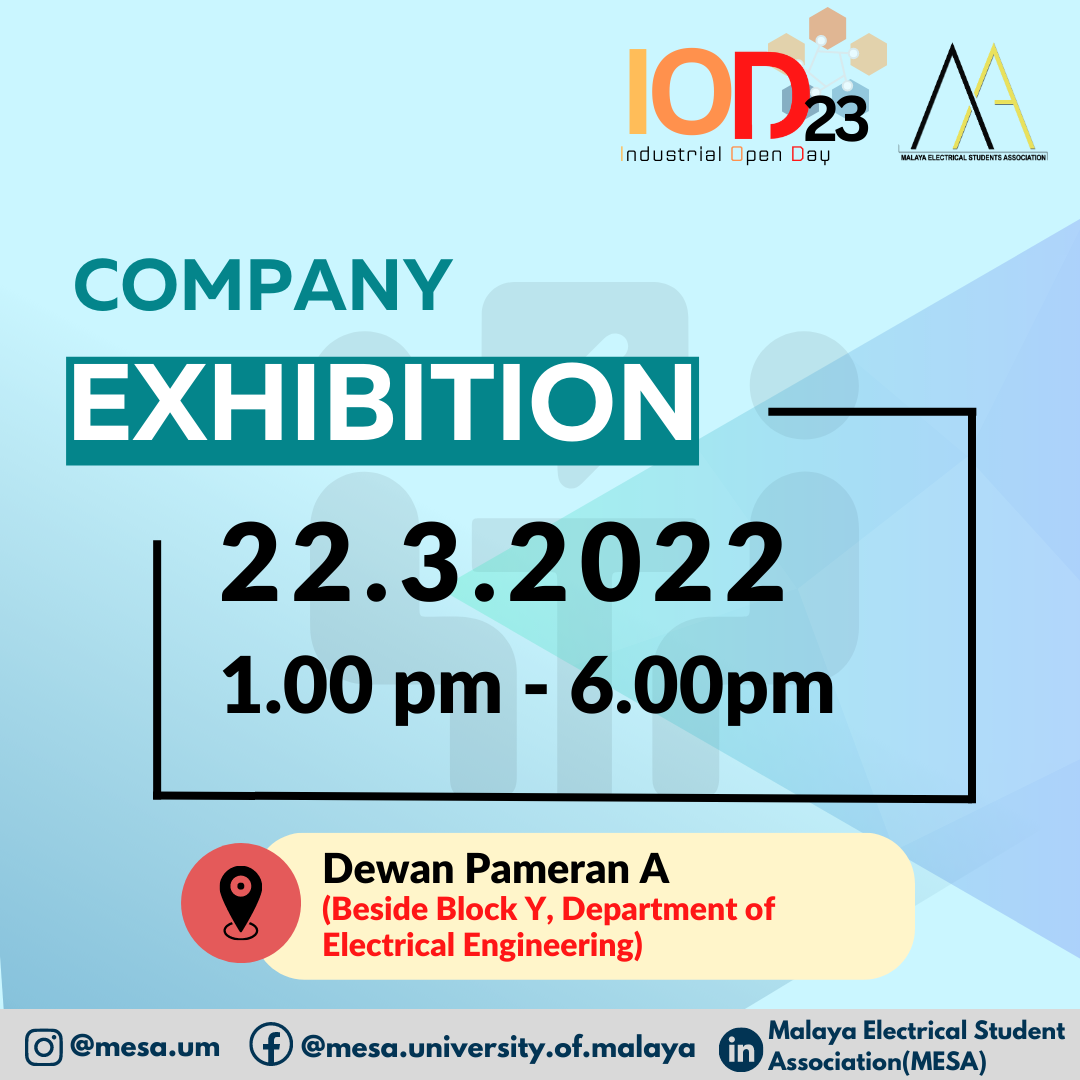 IOD23
Industrial Open Day
MALAYA ELECTRICAL STUDENTS ASSOCIATION
COMPANY
EXHIBITION
22.3.2022
1.00 pm - 6.00pm
Dewan Pameran A
(Beside Block Y, Department of
Electrical Engineering)
@mesa.um
@mesa.university.of.malaya
in
Malaya Electrical Student
Association(MESA)